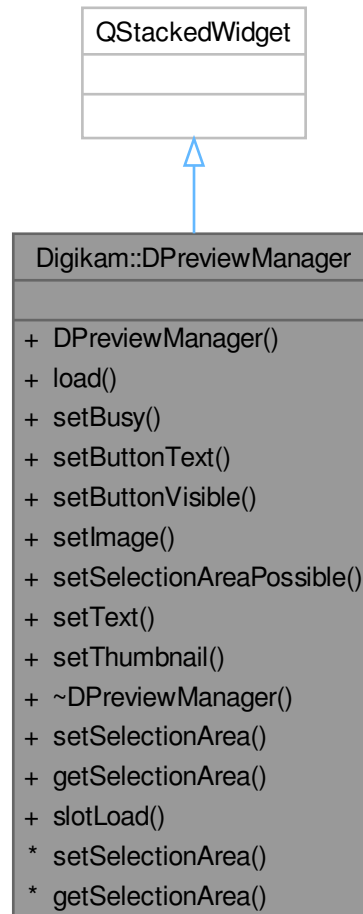 QStackedWidget
Digikam::DPreviewManager
+ DPreviewManager()
+ load()
+ setBusy()
+ setButtonText()
+ setButtonVisible()
+ setImage()
+ setSelectionAreaPossible()
+ setText()
+ setThumbnail()
+ ~DPreviewManager()
+ setSelectionArea()
+ getSelectionArea()
+ slotLoad()
* setSelectionArea()
* getSelectionArea()